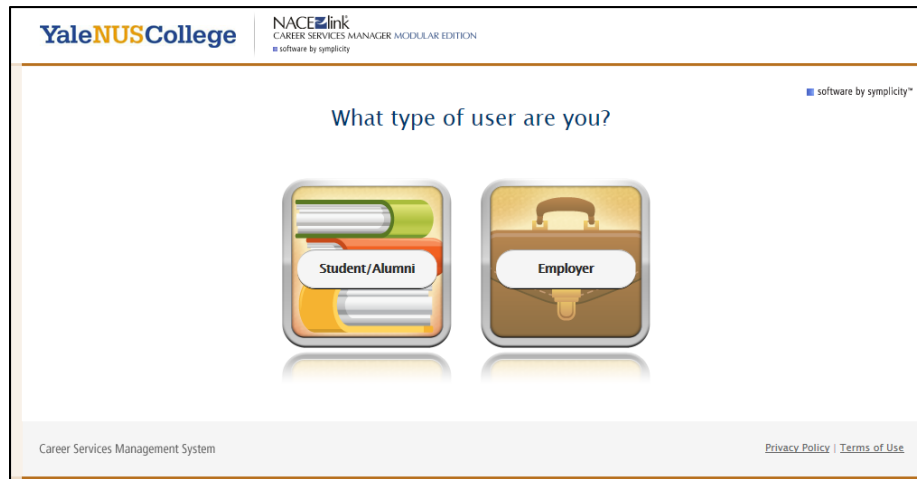 YaleNUSCollege
NACElink
CAREER SERVICES MANAGER MODULAR EDITION
software by symplicity
software by symplicity™
What type of user are you?
Student/Alumni
Employer
Career Services Management System
Privacy Policy | Terms of Use